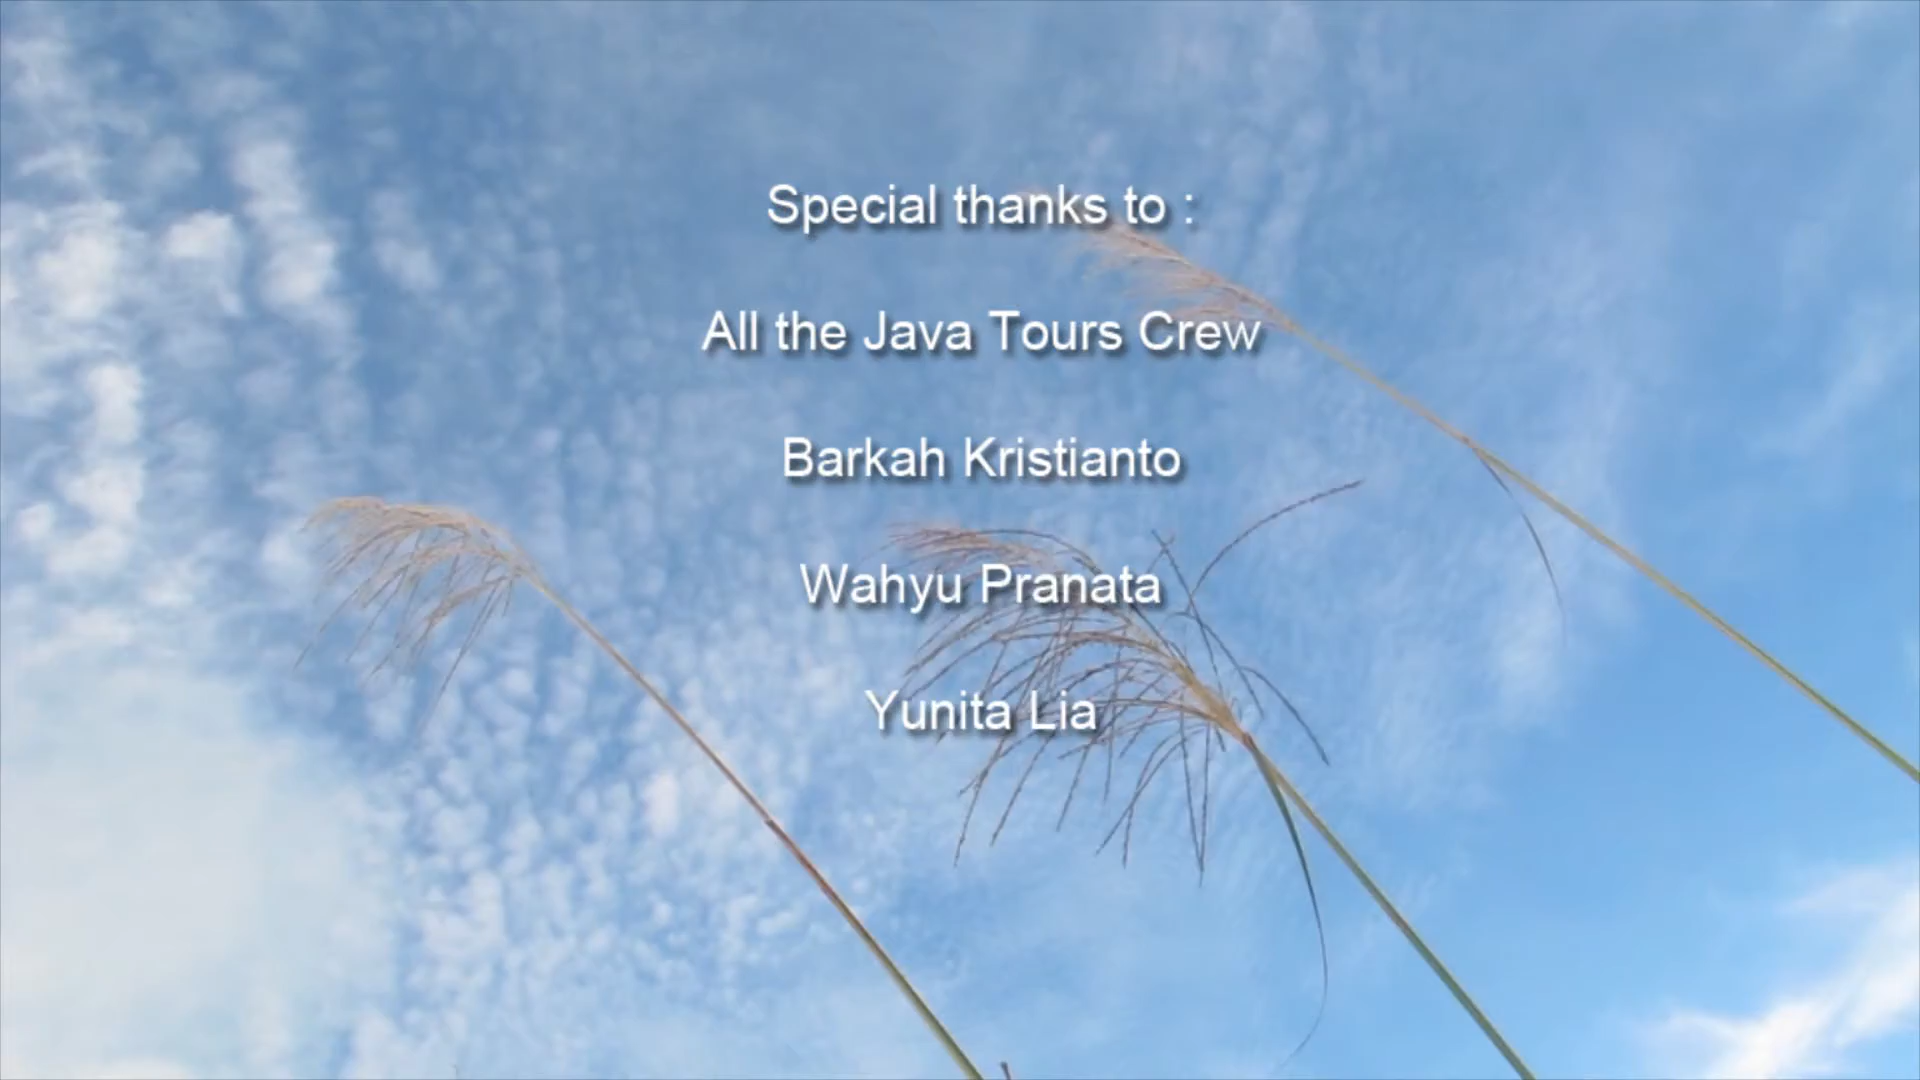 Special thanks to :
All the Java Tours Crew
Barkah Kristianto
Wahyu Pranata
Yunita Lia